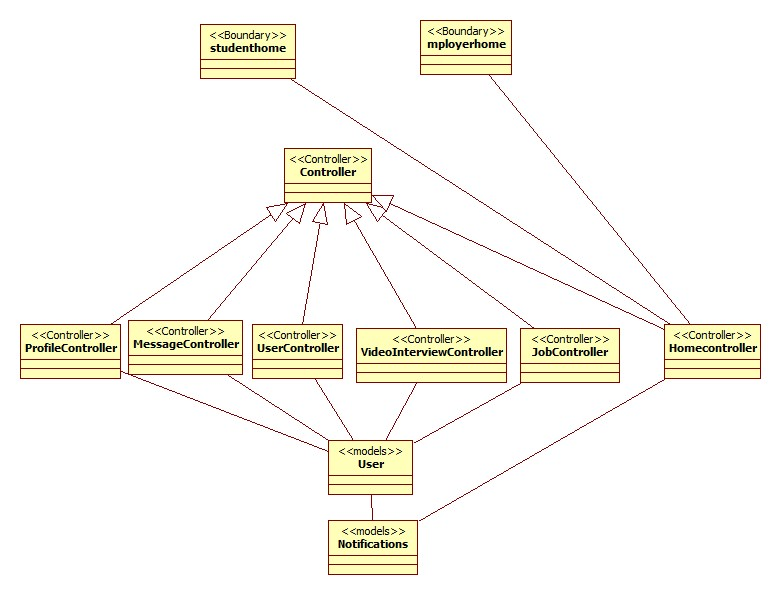 <<Boundary>>
studenthome
<<Boundary>>
mployerhome
<<Controller>>
Controller
<<Controller>>
ProfileController
<<Controller>>
MessageController
<<Controller>>
UserController
<<Controller>>
VideoInterviewController
<<Controller>>
JobController
<<Controller>>
Homecontroller
<<models>>
User
<<models>>
Notifications